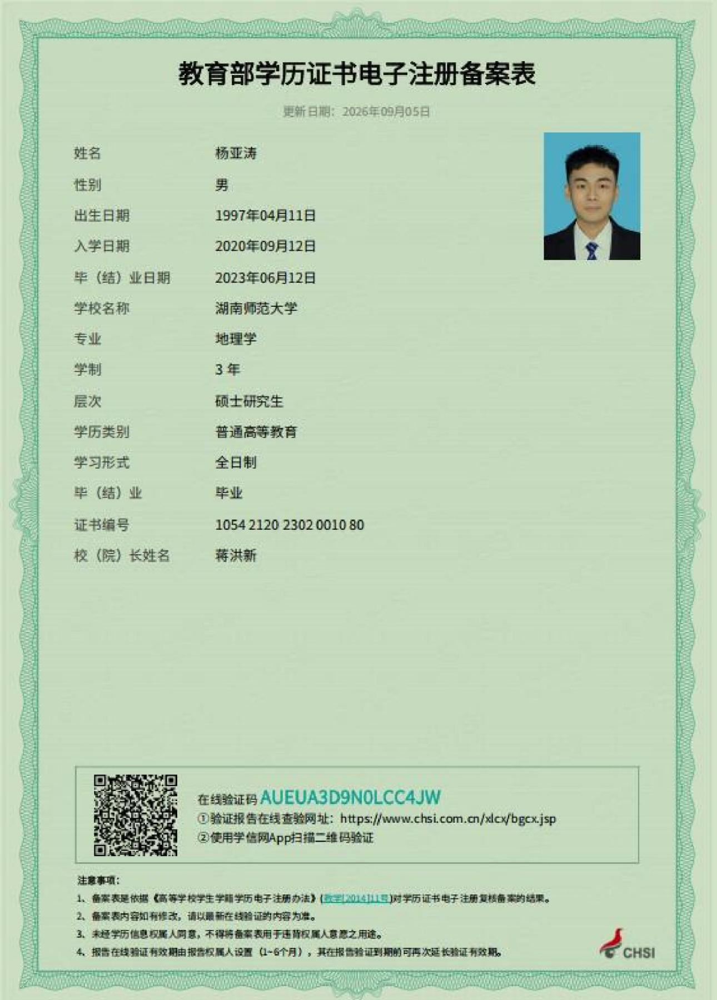 教育部学历证书电子注册备案表
更新日期：2026年09月05日
姓名 杨亚涛
性别 男
出生日期 1997年04月11日
入学日期 2020年09月12日
毕（结）业日期 2023年06月12日
学校名称 湖南师范大学
专业 地理学
学制 3 年
层次 硕士研究生
学历类别 普通高等教育
学习形式 全日制
毕（结）业 毕业
证书编号 1054 2120 2302 0010 80
校（院）长姓名 蒋洪新
在线验证码 AUEUA3D9N0LCC4JW
①验证报告在线查验网址：https://www.chsi.com.cn/xlcx/bgcx.jsp
②使用学信网App扫描二维码验证
注意事项：
1、备案表是依据《高等学校学生学籍学历电子注册办法》(教学[2014]11号)对学历证书电子注册复核备案的结果。
2、备案表内容如有修改，请以最新在线验证的内容为准。
3、未经学历信息权属人同意，不得将备案表用于违背权属人意愿之用途。
4、报告在线验证有效期由报告权属人设置（1~6个月），其在报告验证到期前可再次延长验证有效期。
CHSI